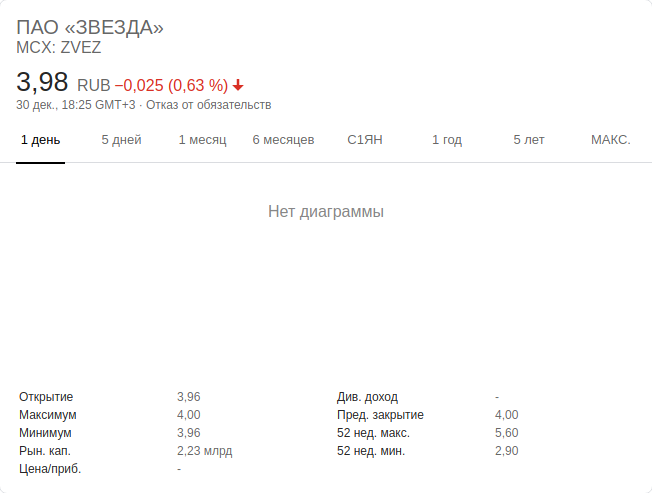 ПАО «ЗВЕЗДА»
MCX: ZVEZ
3,98 RUB −0,025 (0,63 %)
30 дек., 18:25 GMT+3 · Отказ от обязательств
1 день 5 дней 1 месяц 6 месяцев С1ЯН 1 год 5 лет МАКС.
Нет диаграммы
Открытие 3,96 Див. доход -
Максимум 4,00 Пред. закрытие 4,00
Минимум 3,96 52 нед. макс. 5,60
Рын. кап. 2,23 млрд 52 нед. мин. 2,90
Цена/приб. -